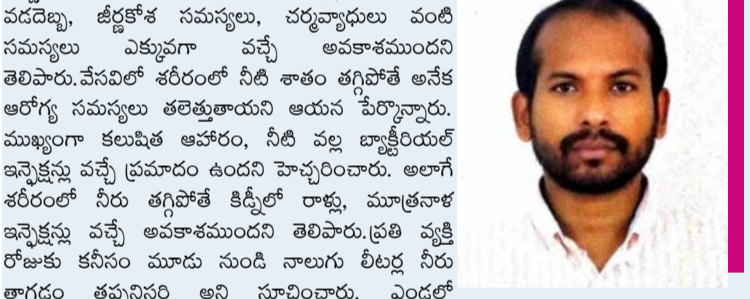 వడదెబ్బ, జీర్ణకోశ సమస్యలు, చర్మవ్యాధులు వంటి
సమస్యలు ఎక్కువగా వచ్చే అవకాశముందని
తెలిపారు.వేసవిలో శరీరంలో నీటి శాతం తగ్గిపోతే అనేక
ఆరోగ్య సమస్యలు తలెత్తుతాయని ఆయన పేర్కొన్నారు.
ముఖ్యంగా కలుషిత ఆహారం, నీటి వల్ల బ్యాక్టీరియల్
ఇన్ఫెక్షన్లు వచ్చే ప్రమాదం ఉందని హెచ్చరించారు. అలాగే
శరీరంలో నీరు తగ్గిపోతే కిడ్నీలో రాళ్లు, మూత్రనాళ
ఇన్ఫెక్షన్లు వచ్చే అవకాశముందని తెలిపారు.ప్రతి వ్యక్తి
రోజుకు కనీసం మూడు నుండి నాలుగు లీటర్ల నీరు
తాగడం తప్పనిసరి అని సూచించారు. ఎండలో